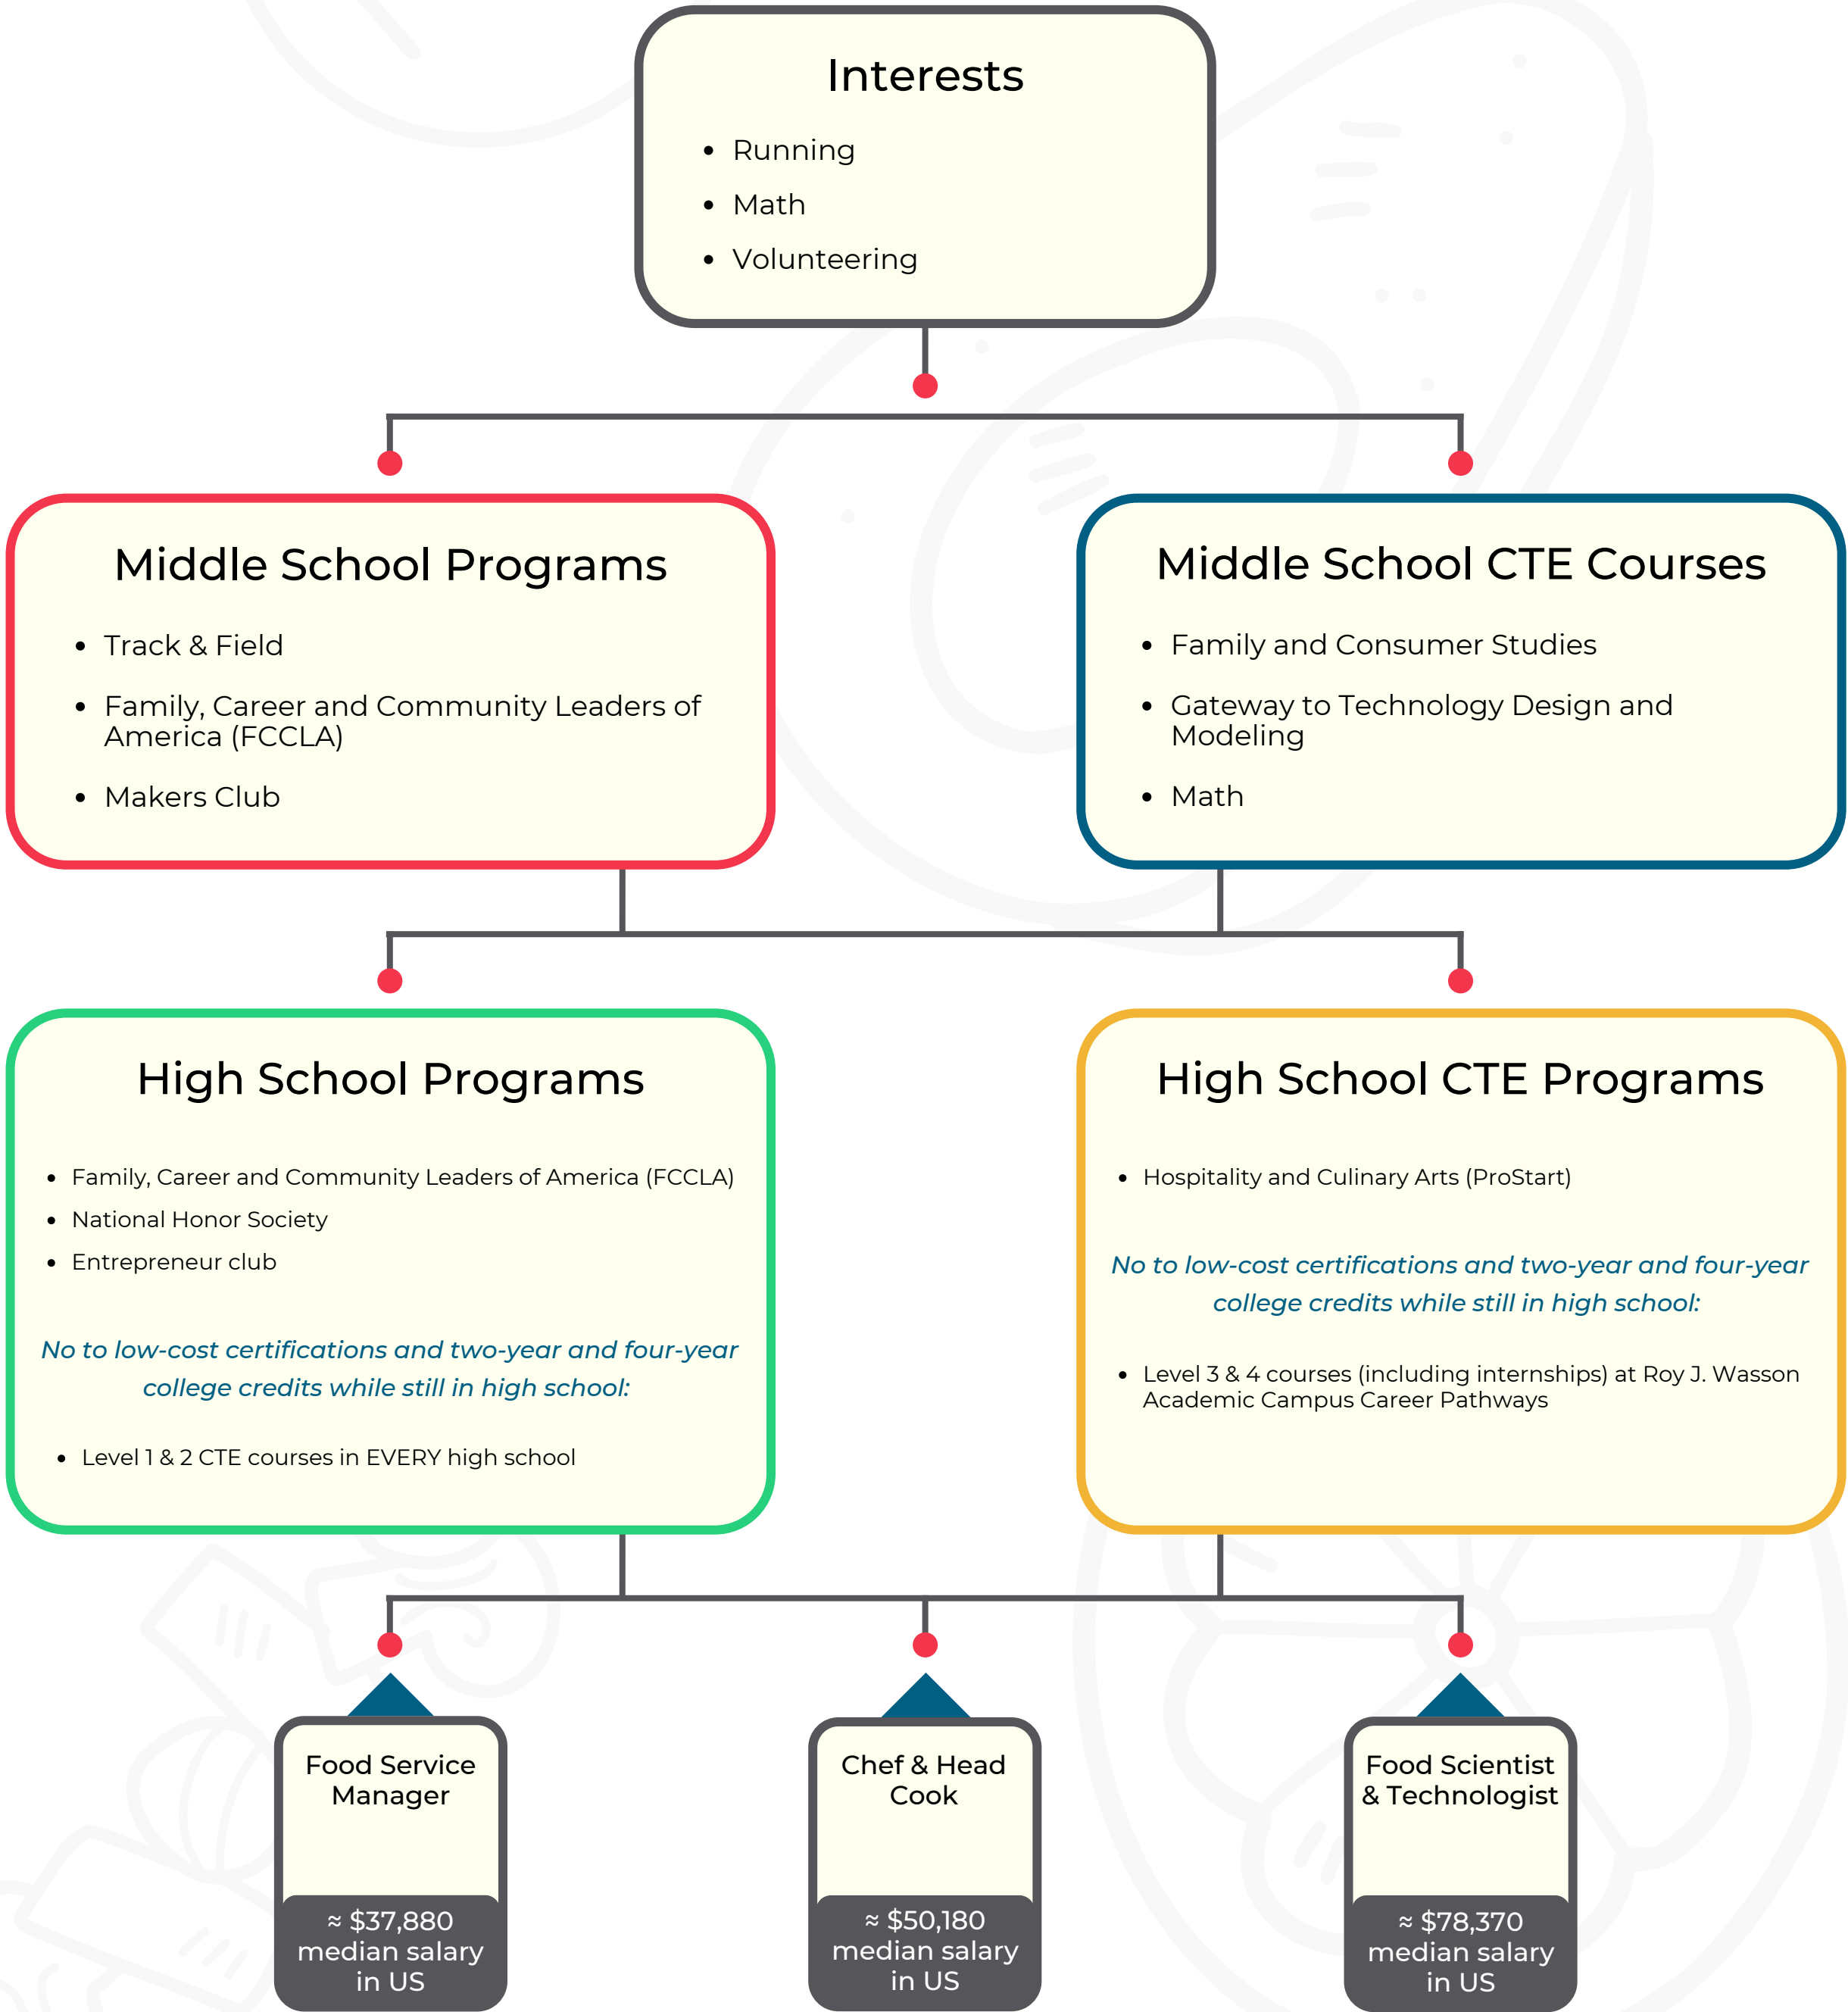 Interests
• Running
• Math
• Volunteering
Middle School Programs
• Track & Field
• Family, Career and Community Leaders of
America (FCCLA)
• Makers Club
Middle School CTE Courses
• Family and Consumer Studies
• Gateway to Technology Design and
Modeling
• Math
High School Programs
• Family, Career and Community Leaders of America (FCCLA)
• National Honor Society
• Entrepreneur club
No to low-cost certifications and two-year and four-year
college credits while still in high school:
• Level 1 & 2 CTE courses in EVERY high school
High School CTE Programs
• Hospitality and Culinary Arts (ProStart)
No to low-cost certifications and two-year and four-year
college credits while still in high school:
• Level 3 & 4 courses (including internships) at Roy J. Wasson
Academic Campus Career Pathways
Food Service
Manager
≈ $37,880
median salary
in US
Chef & Head
Cook
≈ $50,180
median salary
in US
Food Scientist
& Technologist
≈ $78,370
median salary
in US